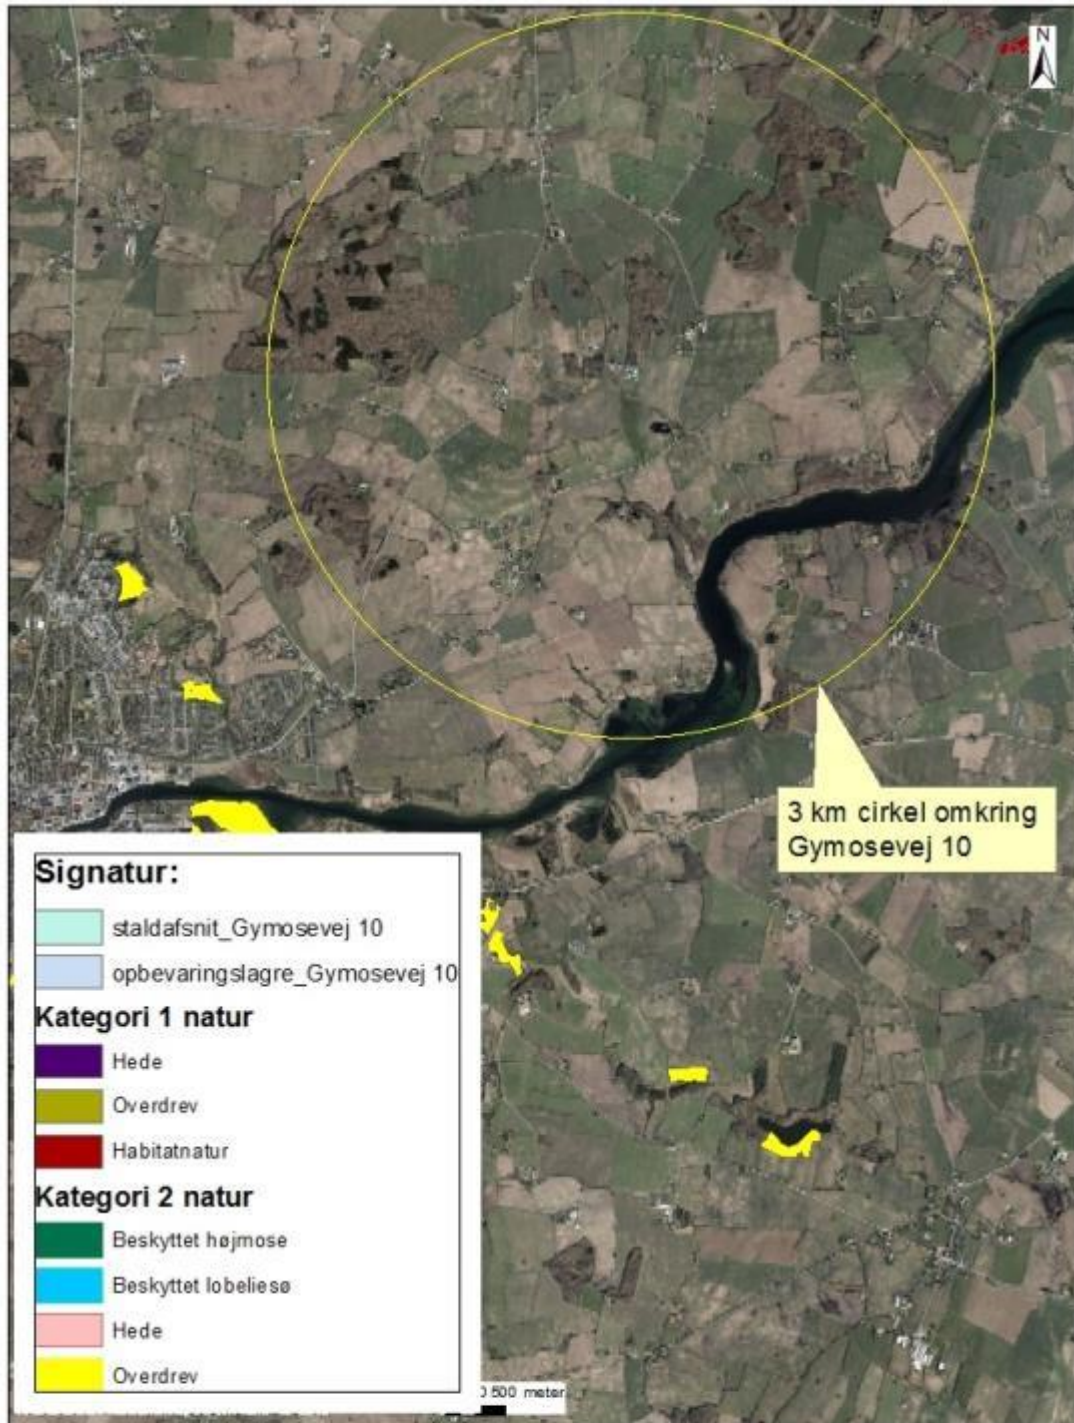 N
3 km cirkel omkring
Gymosevej 10
Signatur:
staldafsnit_Gymosevej 10
opbevaringslagre_Gymosevej 10
Kategori 1 natur
Hede
Overdrev
Habitatnatur
Kategori 2 natur
Beskyttet højmose
Beskyttet lobeliesø
Hede
Overdrev
500 meter